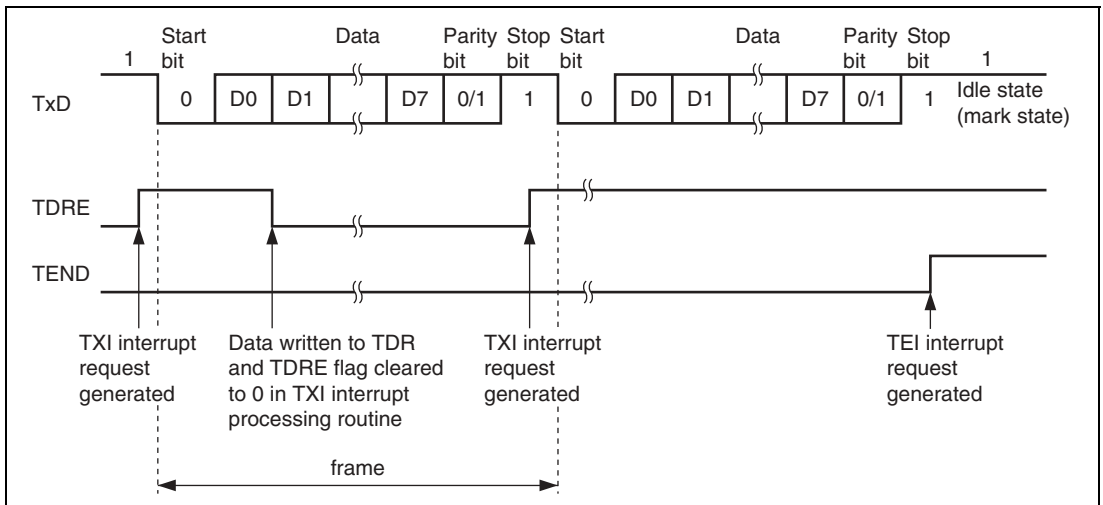 Start Data Parity Stop Start Data Parity Stop
1 bit bit bit bit bit bit 1
TxD 0 D0 D1 D7 0/1 1 0 D0 D1 D7 0/1 1 Idle state
(mark state)
TDRE
TEND
TXI interrupt
request
generated
Data written to TDR
and TDRE flag cleared
to 0 in TXI interrupt
processing routine
TXI interrupt
request
generated
TEI interrupt
request
generated
frame